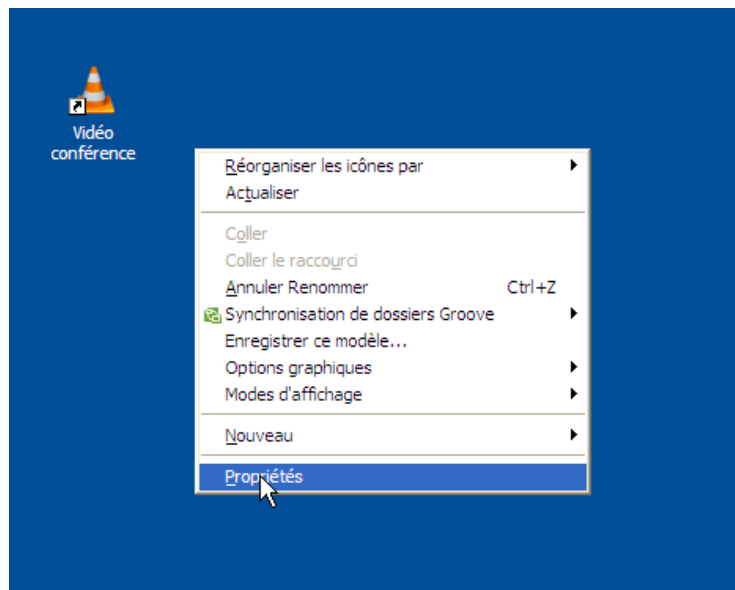 Vidéo
conférence
Réorganiser les icônes par
Actualiser
Coller
Coller le raccourci
Annuler Renommer Ctrl+Z
Synchronisation de dossiers Groove
Enregistrer ce modèle...
Options graphiques
Modes d'affichage
Nouveau
Propriétés